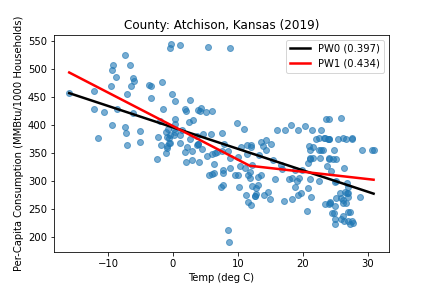 County: Atchison, Kansas (2019)
PW0 (0.397)
PW1 (0.434)
Per-Capita Consumption (MMBtu/1000 Households)
550
500
450
400
350
300
250
200
−10
0
10
20
30
Temp (deg C)